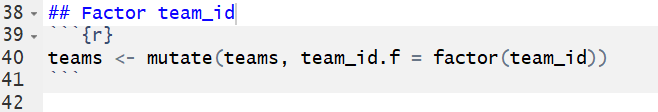 38 ## Factor team_id
39 ```{r}
40 teams <- mutate(teams, team_id.f = factor(team_id))
41 ```
42